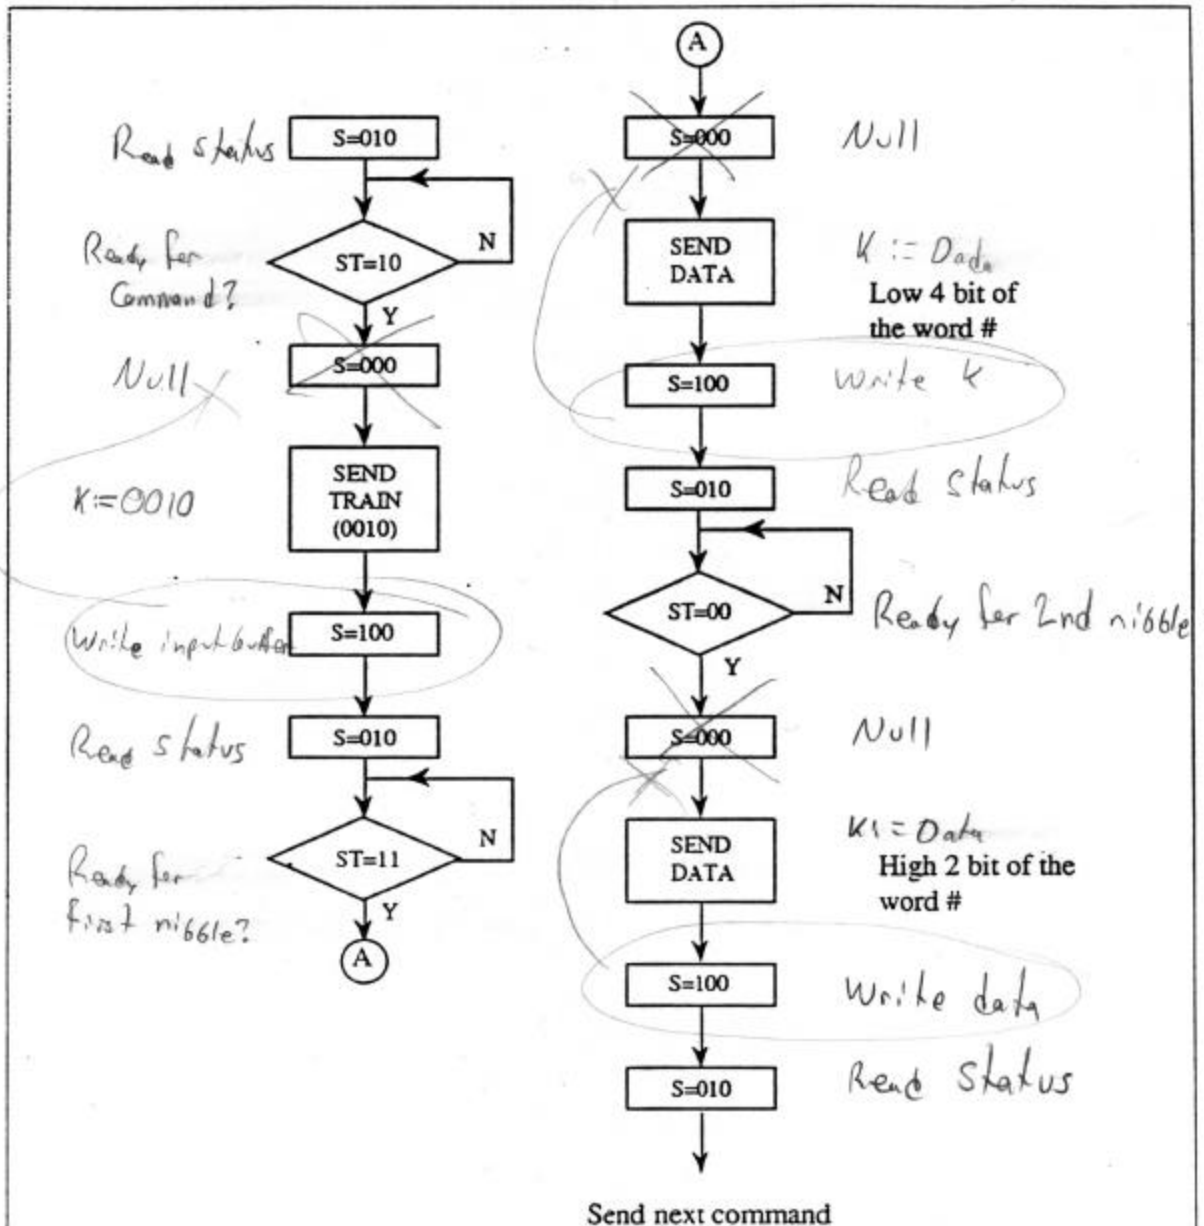 Read status
S=010
Ready for
Command?
ST=10
N
Y
Null
S=000
K:=0010
SEND
TRAIN
(0010)
Write input buffer
S=100
Read status
S=010
Ready for
first nibble?
ST=11
N
Y
A
A
S=000
Null
SEND
DATA
K:= Data
Low 4 bit of
the word #
S=100
Write K
S=010
Read status
ST=00
N
Ready for 2nd nibble
Y
S=000
Null
SEND
DATA
K:= Data
High 2 bit of the
word #
S=100
Write data
S=010
Read Status
Send next command